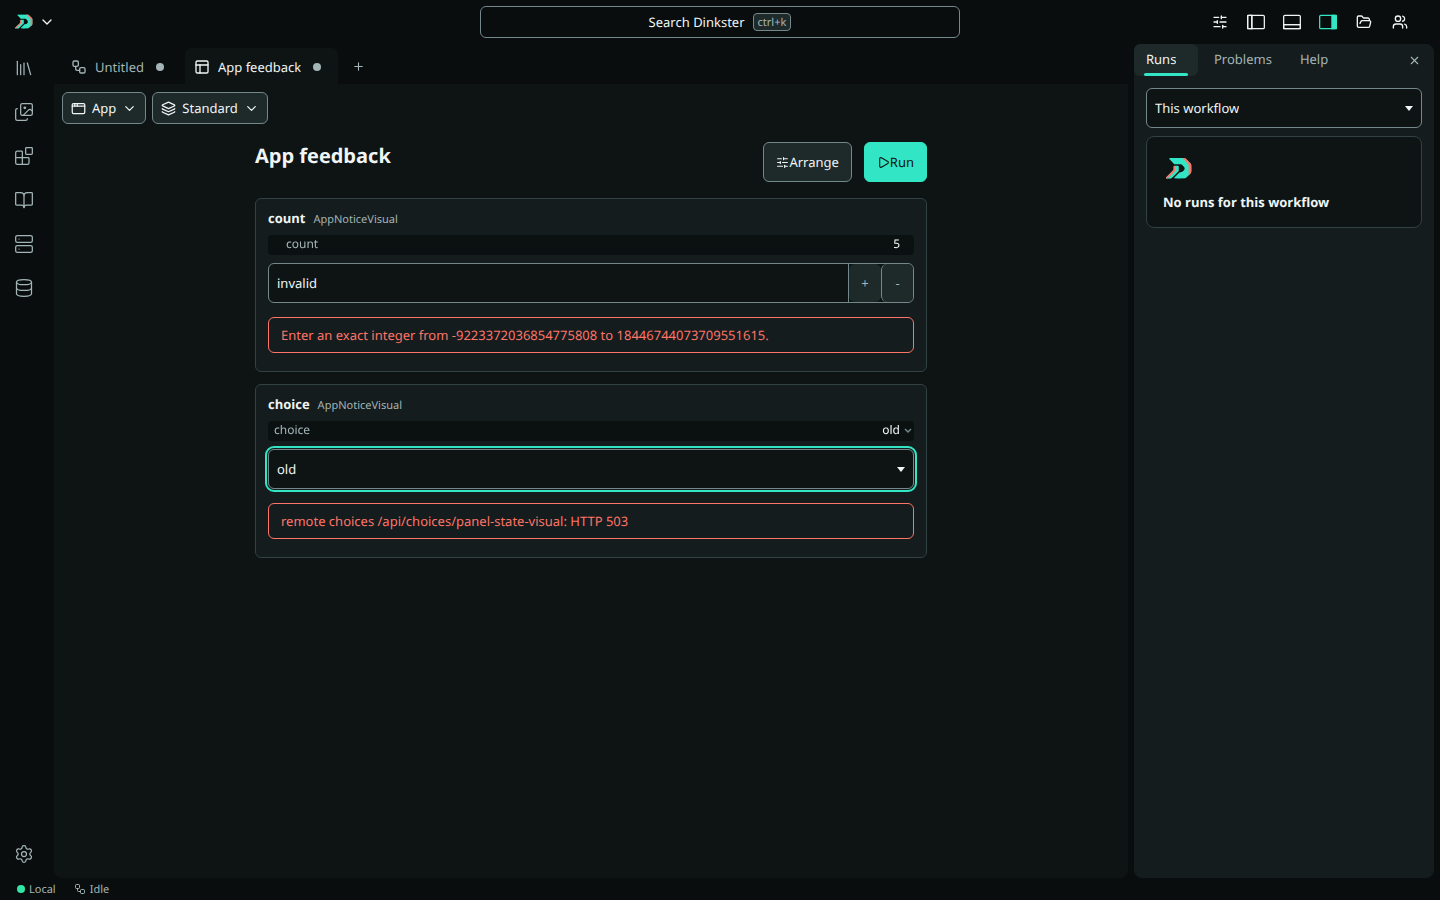 Search Dinkster ctrl+k
Untitled
App feedback
Runs Problems Help
App
Standard
This workflow
App feedback
Arrange
Run
No runs for this workflow
count AppNoticeVisual
count 5
invalid + -
Enter an exact integer from -9223372036854775808 to 18446744073709551615.
choice AppNoticeVisual
choice old
old
remote choices /api/choices/panel-state-visual: HTTP 503
Local Idle